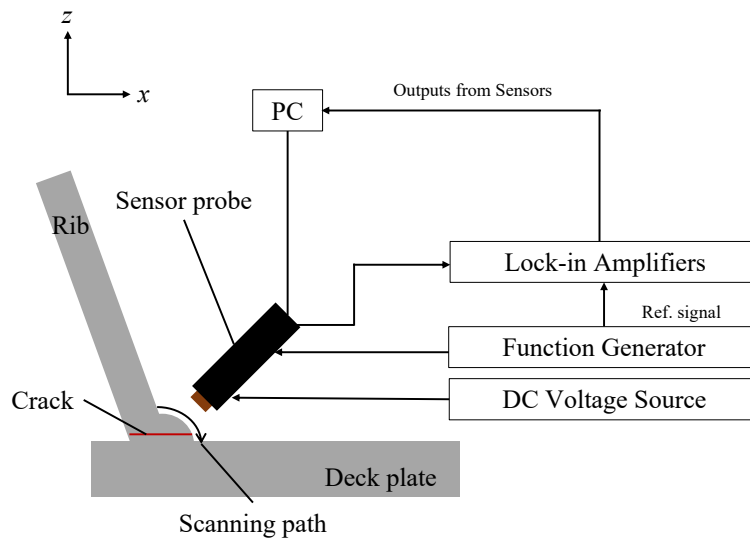 z
x
PC
Outputs from Sensors
Rib
Sensor probe
Lock-in Amplifiers
Ref. signal
Function Generator
DC Voltage Source
Crack
Deck plate
Scanning path